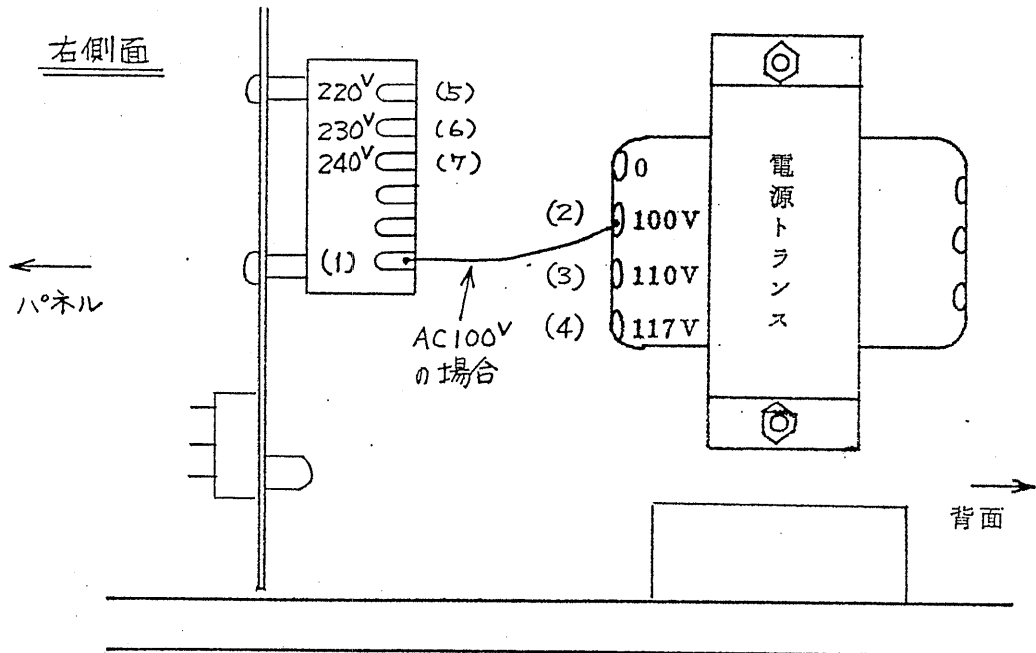 右側面
220V (5)
230V (6)
240V (7)
(1)
パネル
AC100V
の場合
0
(2) 100V
(3) 110V
(4) 117V
電源トランス
背面